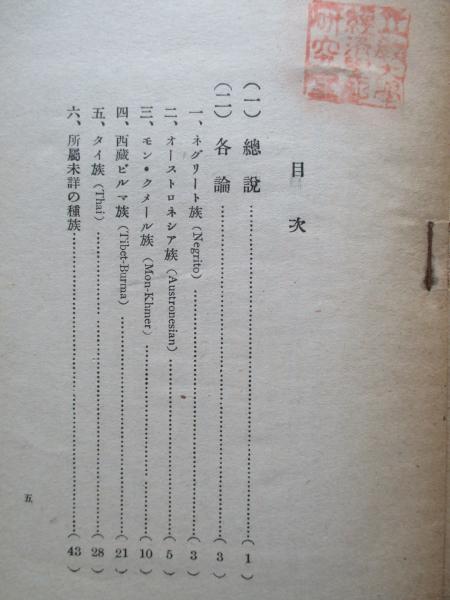 目次
(一) 總說……(1)
(二) 各論……(3)
一、ネグリート族(Negrito)……(3)
二、オーストロネシア族(Austronesian)……(5)
三、モン・クメール族(Mon-Khmer)……(10)
四、西藏ビルマ族(Tibet-Burma)……(21)
五、タイ族(Thai)……(28)
六、所屬未詳の種族……(43)
五